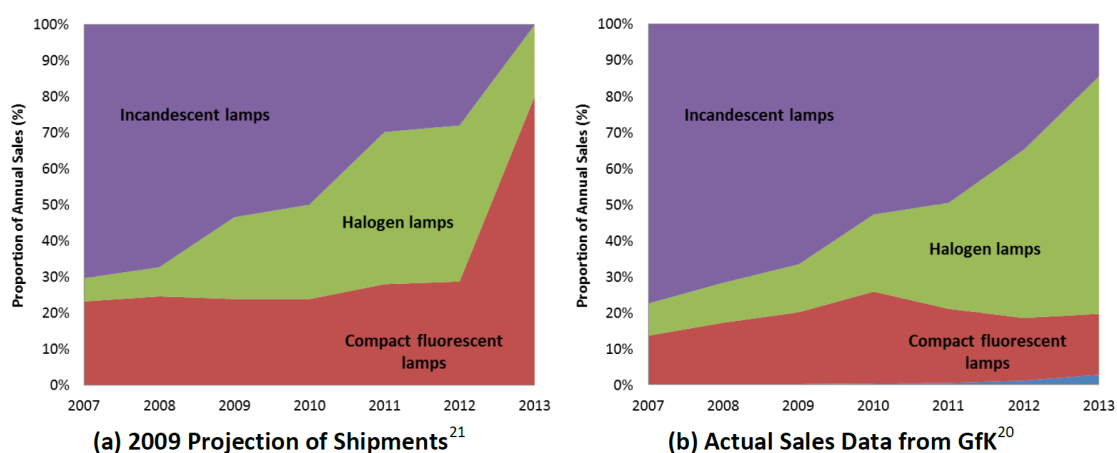 Proportion of Annual Sales (%)
100%
90%
80%
70%
60%
50%
40%
30%
20%
10%
0%
Incandescent lamps
Halogen lamps
Compact fluorescent
lamps
2007 2008 2009 2010 2011 2012 2013
(a) 2009 Projection of Shipments21
Proportion of Annual Sales (%)
100%
90%
80%
70%
60%
50%
40%
30%
20%
10%
0%
Incandescent lamps
Halogen lamps
Compact fluorescent
lamps
2007 2008 2009 2010 2011 2012 2013
(b) Actual Sales Data from GfK20